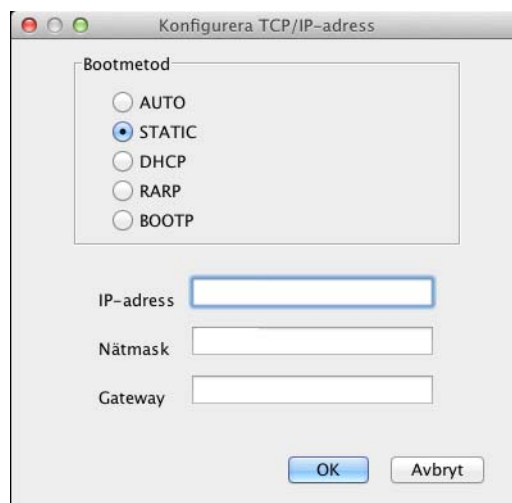 Konfigurera TCP/IP-adress
Bootmetod
AUTO
STATIC
DHCP
RARP
BOOTP
IP-adress
Nätmask
Gateway
OK Avbryt